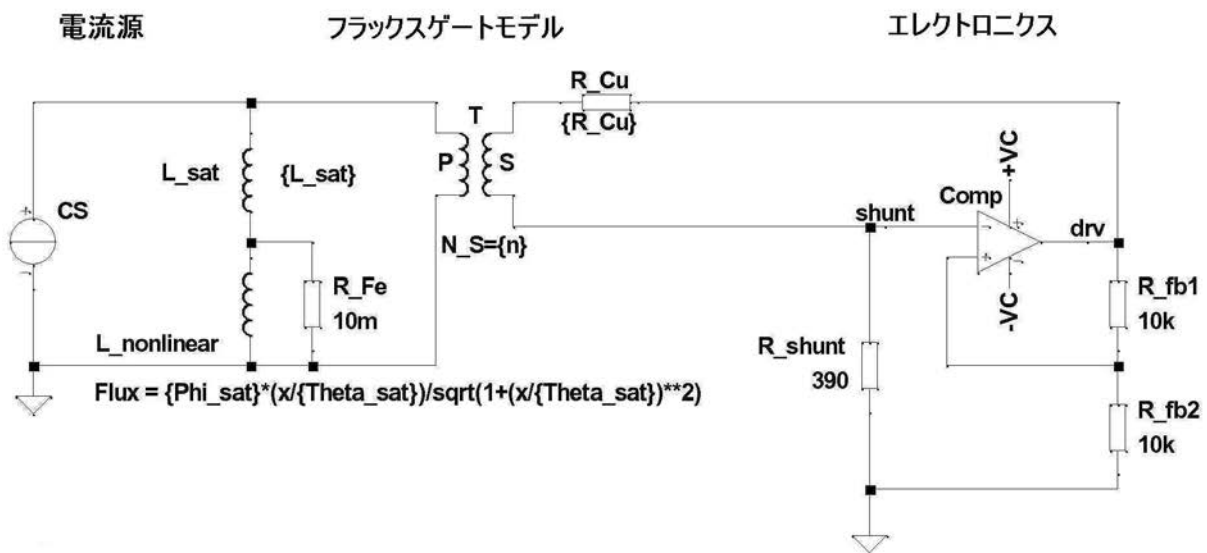 電流源
フラックスゲートモデル
エレクトロニクス
R_Cu
{R_Cu}
T
P
S
N_S={n}
L_sat
{L_sat}
CS
+
-
R_Fe
10m
L_nonlinear
Flux = {Phi_sat}*(x/{Theta_sat})/sqrt(1+(x/{Theta_sat})**2)
shunt
Comp
+VC
-VC
drv
R_shunt
390
R_fb1
10k
R_fb2
10k